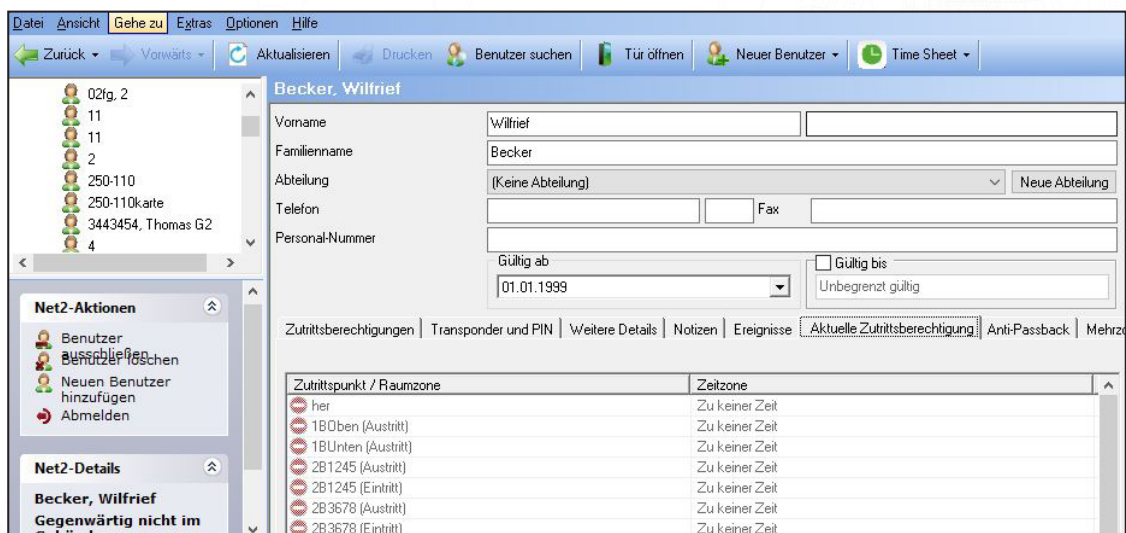 Datei Ansicht Gehe zu Extras Optionen Hilfe
Zurück Vorwärts Aktualisieren Drucken Benutzer suchen Tür öffnen Neuer Benutzer Time Sheet
02fg, 2
11
11
2
250-110
250-110karte
3443454, Thomas G2
4
Net2-Aktionen
Benutzer
ausschließen
Benutzer löschen
Neuen Benutzer
hinzufügen
Abmelden
Net2-Details
Becker, Wilfrief
Gegenwärtig nicht im
Becker, Wilfrief
Vorname Wilfrief
Familienname Becker
Abteilung (Keine Abteilung) Neue Abteilung
Telefon Fax
Personal-Nummer
Gültig ab Gültig bis
01.01.1999 Unbegrenzt gültig
Zutrittsberechtigungen Transponder und PIN Weitere Details Notizen Ereignisse Aktuelle Zutrittsberechtigung Anti-Passback
Zutrittspunkt / Raumzone Zeitzone
her Zu keiner Zeit
1BOben (Austritt) Zu keiner Zeit
1BUnten (Austritt) Zu keiner Zeit
2B1245 (Austritt) Zu keiner Zeit
2B1245 (Eintritt) Zu keiner Zeit
2B3678 (Austritt) Zu keiner Zeit
2B3678 (Eintritt) Zu keiner Zeit